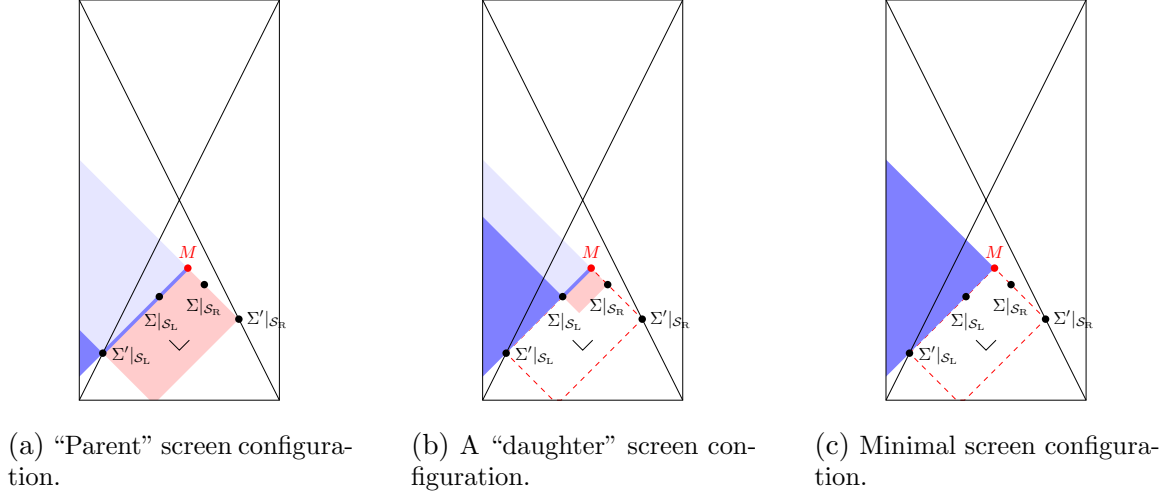 M
Σ|_{𝒮_L}
Σ|_{𝒮_R}
Σ′|_{𝒮_L}
Σ′|_{𝒮_R}
(a) “Parent” screen configura-
tion.
M
Σ|_{𝒮_L}
Σ|_{𝒮_R}
Σ′|_{𝒮_L}
Σ′|_{𝒮_R}
(b) A “daughter” screen con-
figuration.
M
Σ|_{𝒮_L}
Σ|_{𝒮_R}
Σ′|_{𝒮_L}
Σ′|_{𝒮_R}
(c) Minimal screen configura-
tion.